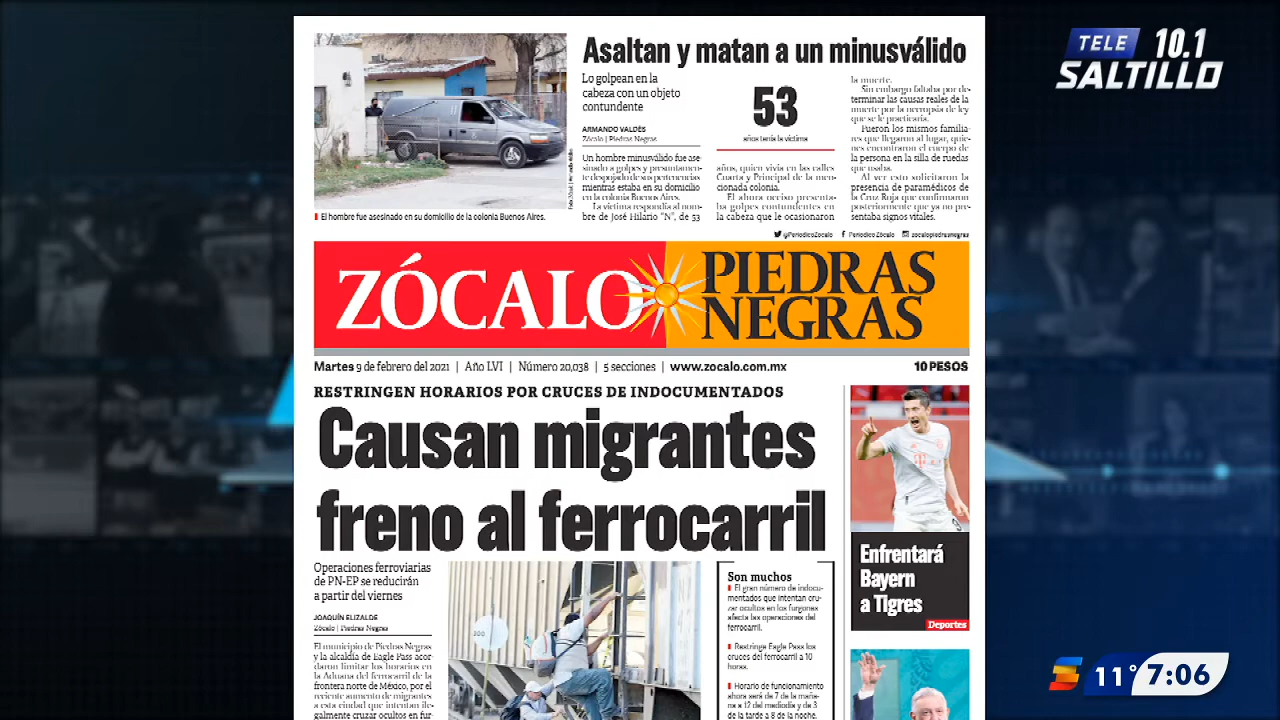 TELE 10.1
SALTILLO
Asaltan y matan a un minusválido
Lo golpean en la
cabeza con un objeto
contundente
ARMANDO VALDÉS
Zócalo | Piedras Negras
Un hombre minusválido fue ase-
sinado a golpes y presuntamen-
te despojado de sus pertenencias
mientras estaba en su domicilio
en la colonia Buenos Aires.
La víctima respondía al nom-
bre de José Hilario "N", de 53
53
años tenía la víctima
años, quien vivía en las calles
Cuarta y Principal de la men-
cionada colonia.
El ahora occiso presenta-
ba golpes contundentes en
la cabeza que le ocasionaron
la muerte.
Sin embargo faltaba por de-
terminar las causas reales de la
muerte por la necropsia de ley
que se le practicaría.
Fueron los mismos familia-
res que llegaron al lugar, quie-
nes encontraron el cuerpo de
la persona en la silla de ruedas
que usaba.
Al ver esto solicitaron la
presencia de paramédicos de
la Cruz Roja que confirmaron
posteriormente que ya no pre-
sentaba signos vitales.
El hombre fue asesinado en su domicilio de la colonia Buenos Aires.
@PeriodicoZocalo Periodico Zócalo zocalopiedrasnegras
ZÓCALO PIEDRAS
NEGRAS
Martes 9 de febrero del 2021 | Año LVI | Número 20,038 | 5 secciones | www.zocalo.com.mx 10 PESOS
RESTRINGEN HORARIOS POR CRUCES DE INDOCUMENTADOS
Causan migrantes
freno al ferrocarril
Operaciones ferroviarias
de PN-EP se reducirán
a partir del viernes
JOAQUÍN ELIZALDE
Zócalo | Piedras Negras
El municipio de Piedras Negras
y la alcaldía de Eagle Pass acor-
daron limitar los horarios en
la Aduana del ferrocarril de la
frontera norte de México, por el
reciente aumento de migrantes
a esta ciudad que intentan ile-
galmente cruzar ocultos en fur-
Son muchos
El gran número de indocu-
mentados que intentan cru-
zar ocultos en los furgones
afecta las operaciones del
ferrocarril.
Restringe Eagle Pass los
cruces del ferrocarril a 10
horas.
Horario de funcionamiento
ahora será de 7 de la maña-
na a 12 del mediodía y de 3
de la tarde a 8 de la noche.
Enfrentará
Bayern
a Tigres
Deportes
11° 7:06